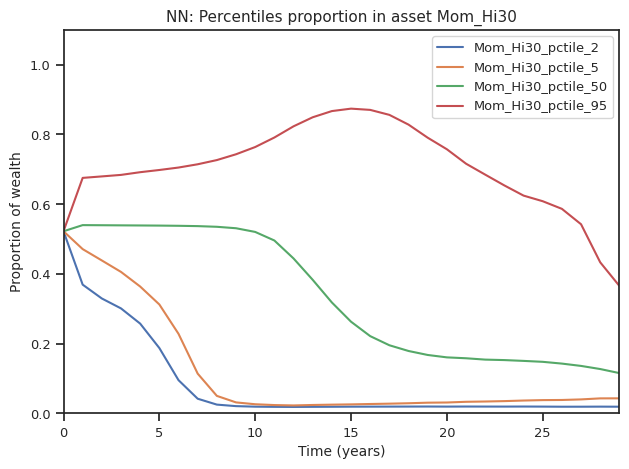 NN: Percentiles proportion in asset Mom_Hi30
Mom_Hi30_pctile_2
Mom_Hi30_pctile_5
Mom_Hi30_pctile_50
Mom_Hi30_pctile_95
Proportion of wealth
1.0
0.8
0.6
0.4
0.2
0.0
0 5 10 15 20 25
Time (years)